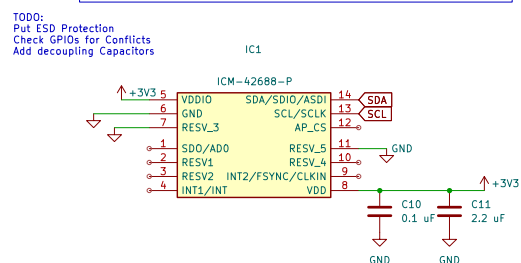 TODO:
Put ESD Protection
Check GPIOs for Conflicts
Add decoupling Capacitors
IC1
ICM-42688-P
+3V3 5 VDDIO SDA/SDIO/ASDI 14 SDA
6 GND SCL/SCLK 13 SCL
7 RESV_3 AP_CS 12
1 SDO/AD0 RESV_5 11 GND
2 RESV1 RESV_4 10
3 RESV2 INT2/FSYNC/CLKIN 9
4 INT1/INT VDD 8 +3V3
C10 C11
0.1 uF 2.2 uF
GND GND